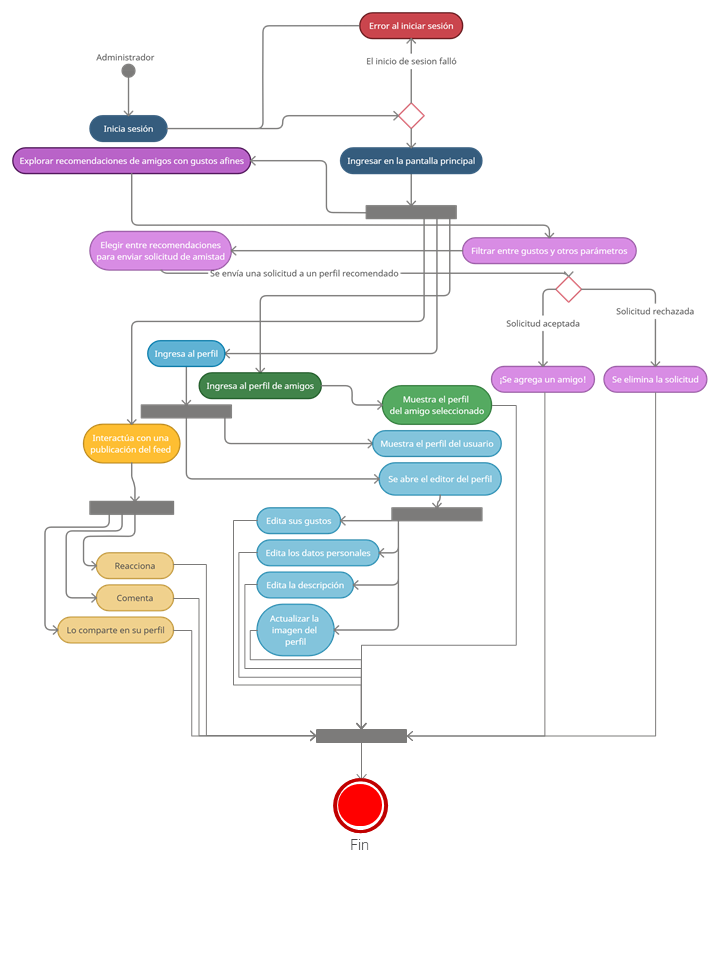 Error al iniciar sesión
Administrador
El inicio de sesion falló
Inicia sesión
Explorar recomendaciones de amigos con gustos afines
Ingresar en la pantalla principal
Elegir entre recomendaciones
para enviar solicitud de amistad
Filtrar entre gustos y otros parámetros
Se envía una solicitud a un perfil recomendado
Solicitud rechazada
Solicitud aceptada
Ingresa al perfil
Ingresa al perfil de amigos
¡Se agrega un amigo!
Se elimina la solicitud
Muestra el perfil
del amigo seleccionado
Interactúa con una
publicación del feed
Muestra el perfil del usuario
Se abre el editor del perfil
Edita sus gustos
Edita los datos personales
Reacciona
Edita la descripción
Comenta
Actualizar la
imagen del
perfil
Lo comparte en su perfil
Fin